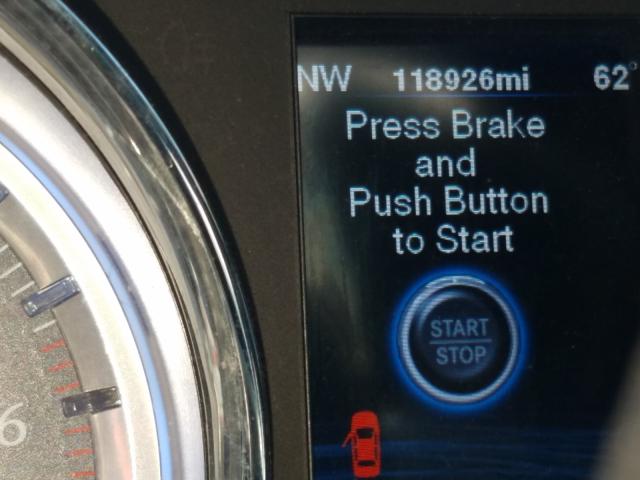 NW 118926mi 62°
Press Brake
and
Push Button
to Start
START
STOP
6